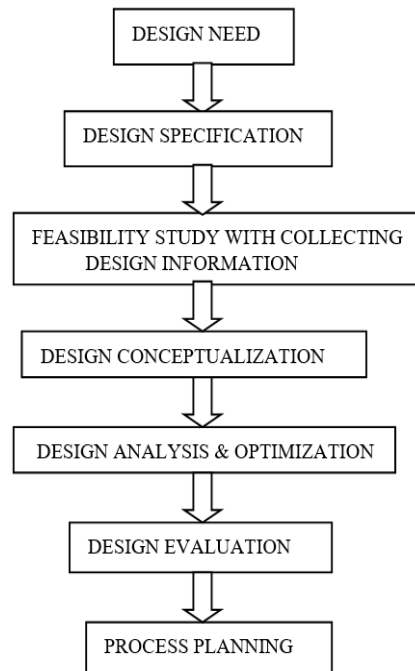 DESIGN NEED
DESIGN SPECIFICATION
FEASIBILITY STUDY WITH COLLECTING
DESIGN INFORMATION
DESIGN CONCEPTUALIZATION
DESIGN ANALYSIS & OPTIMIZATION
DESIGN EVALUATION
PROCESS PLANNING